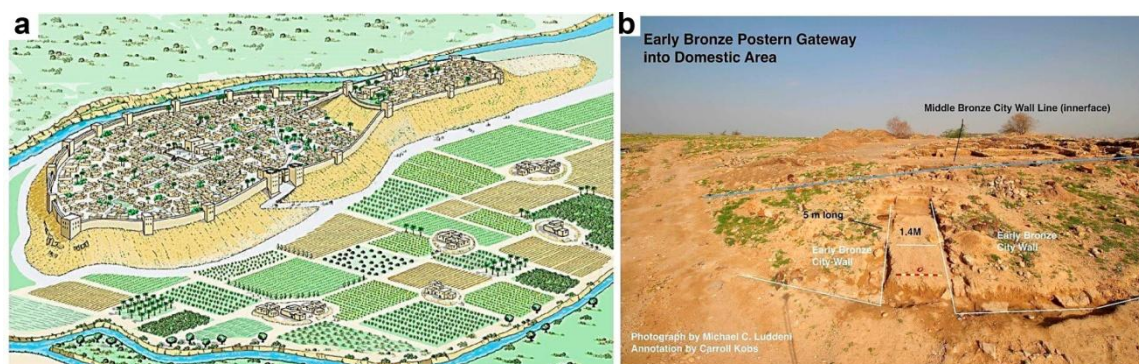 a
b
Early Bronze Postern Gateway
into Domestic Area
Middle Bronze City Wall Line (innerface)
5 m long
1.4M
Early Bronze
City Wall
Early Bronze
City Wall
Photograph by Michael C. Luddeni
Annotation by Carroll Kobs